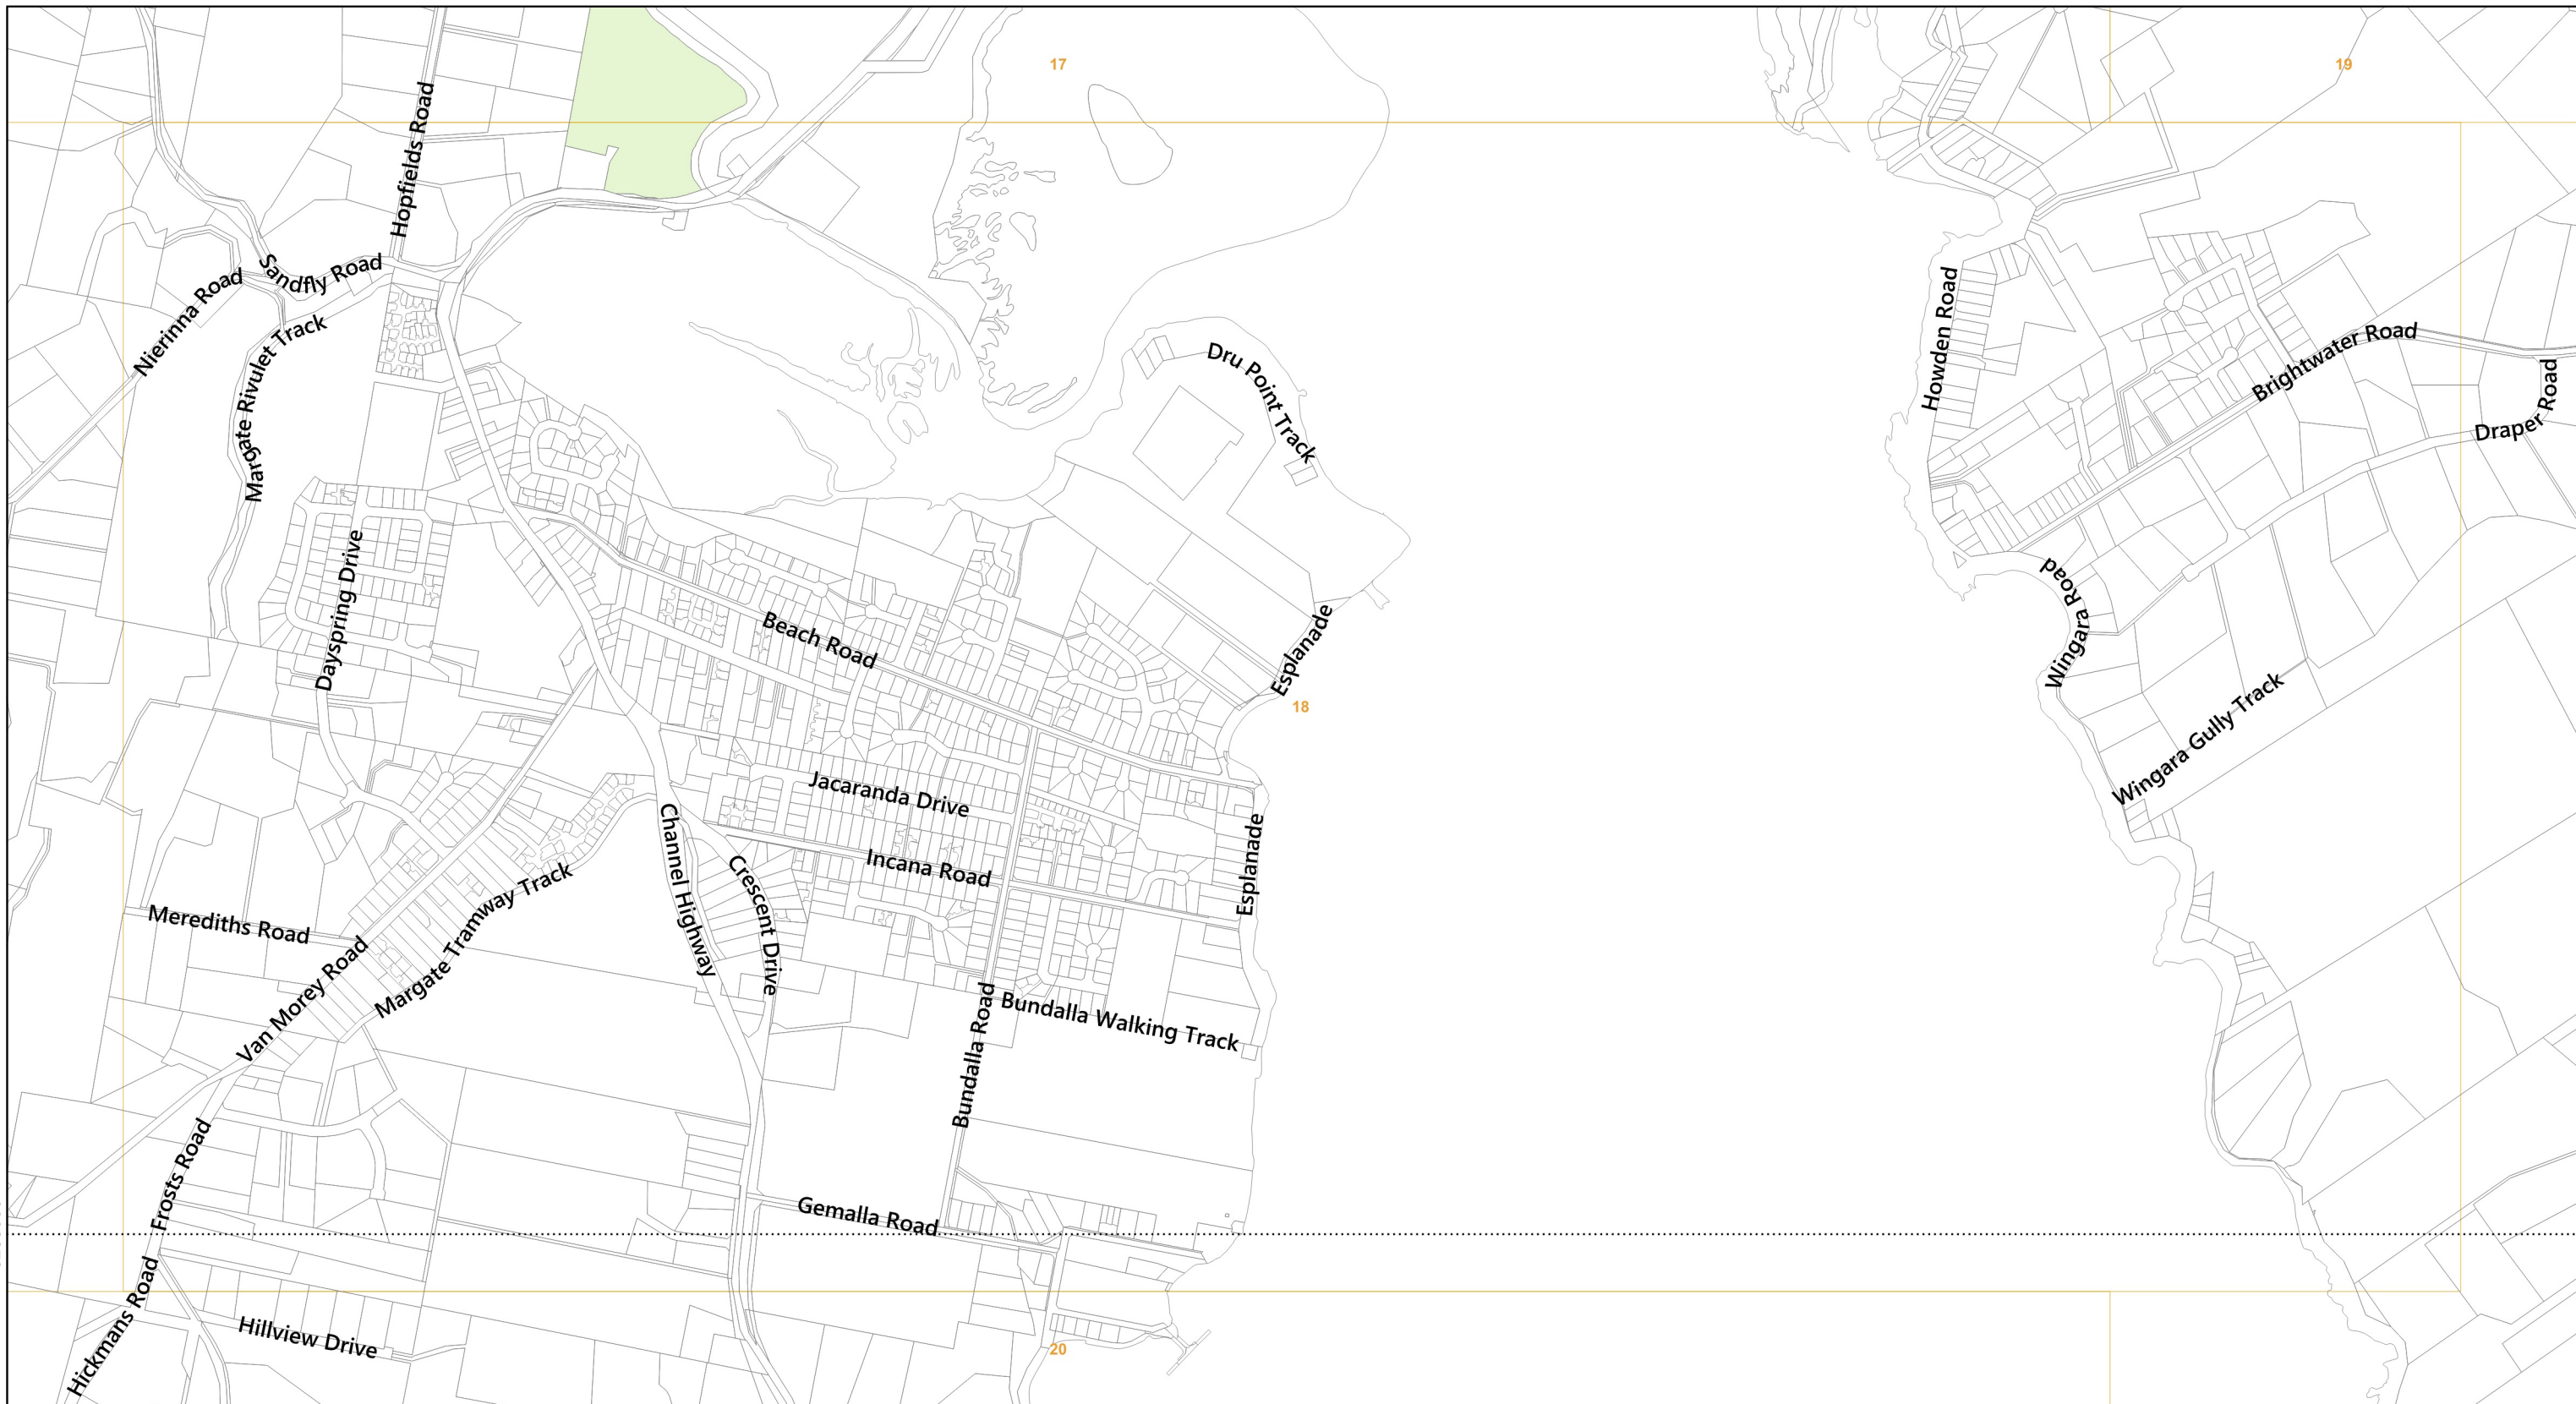 17
19
Hopfields Road
Sandfly Road
Nierinna Road
Margate Rivulet Track
Dru Point Track
Howden Road
Brightwater Road
Draper Road
Dayspring Drive
Beach Road
Esplanade
Wingara Road
18
Wingara Gully Track
Jacaranda Drive
Channel Highway
Crescent Drive
Incana Road
Esplanade
Merediths Road
Margate Tramway Track
Van Morey Road
Bundalla Road
Bundalla Walking Track
Frosts Road
Gemalla Road
Hickmans Road
Hillview Drive
20